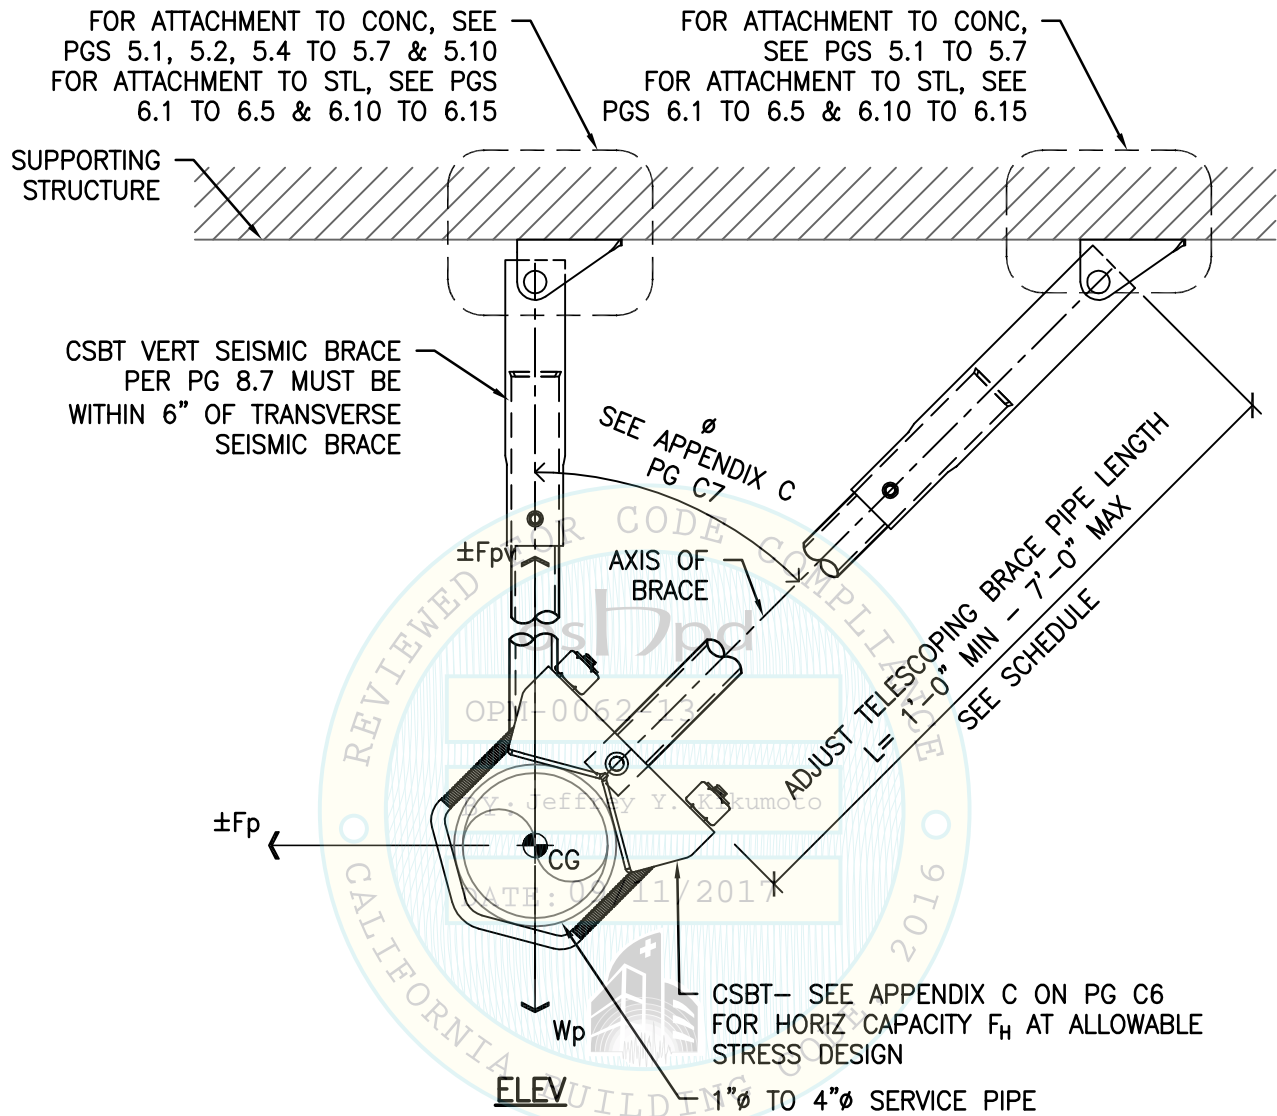 FOR ATTACHMENT TO CONC, SEE
PGS 5.1, 5.2, 5.4 TO 5.7 & 5.10
FOR ATTACHMENT TO STL, SEE PGS
6.1 TO 6.5 & 6.10 TO 6.15
FOR ATTACHMENT TO CONC,
SEE PGS 5.1 TO 5.7
FOR ATTACHMENT TO STL, SEE
PGS 6.1 TO 6.5 & 6.10 TO 6.15
SUPPORTING
STRUCTURE
CSBT VERT SEISMIC BRACE
PER PG 8.7 MUST BE
WITHIN 6" OF TRANSVERSE
SEISMIC BRACE
ø
SEE APPENDIX C
PG C7
±Fpv
AXIS OF
BRACE
ADJUST TELESCOPING BRACE PIPE LENGTH
L= 1'-0" MIN - 7'-0" MAX
SEE SCHEDULE
±Fp
CG
Wp
CSBT- SEE APPENDIX C ON PG C6
FOR HORIZ CAPACITY FH AT ALLOWABLE
STRESS DESIGN
1"ø TO 4"ø SERVICE PIPE
ELEV
REVIEWED FOR CODE COMPLIANCE
oshpd
OPM-0062-13
BY: Jeffrey Y. Kikumoto
DATE: 09/11/2017
CALIFORNIA BUILDING CODE 2016